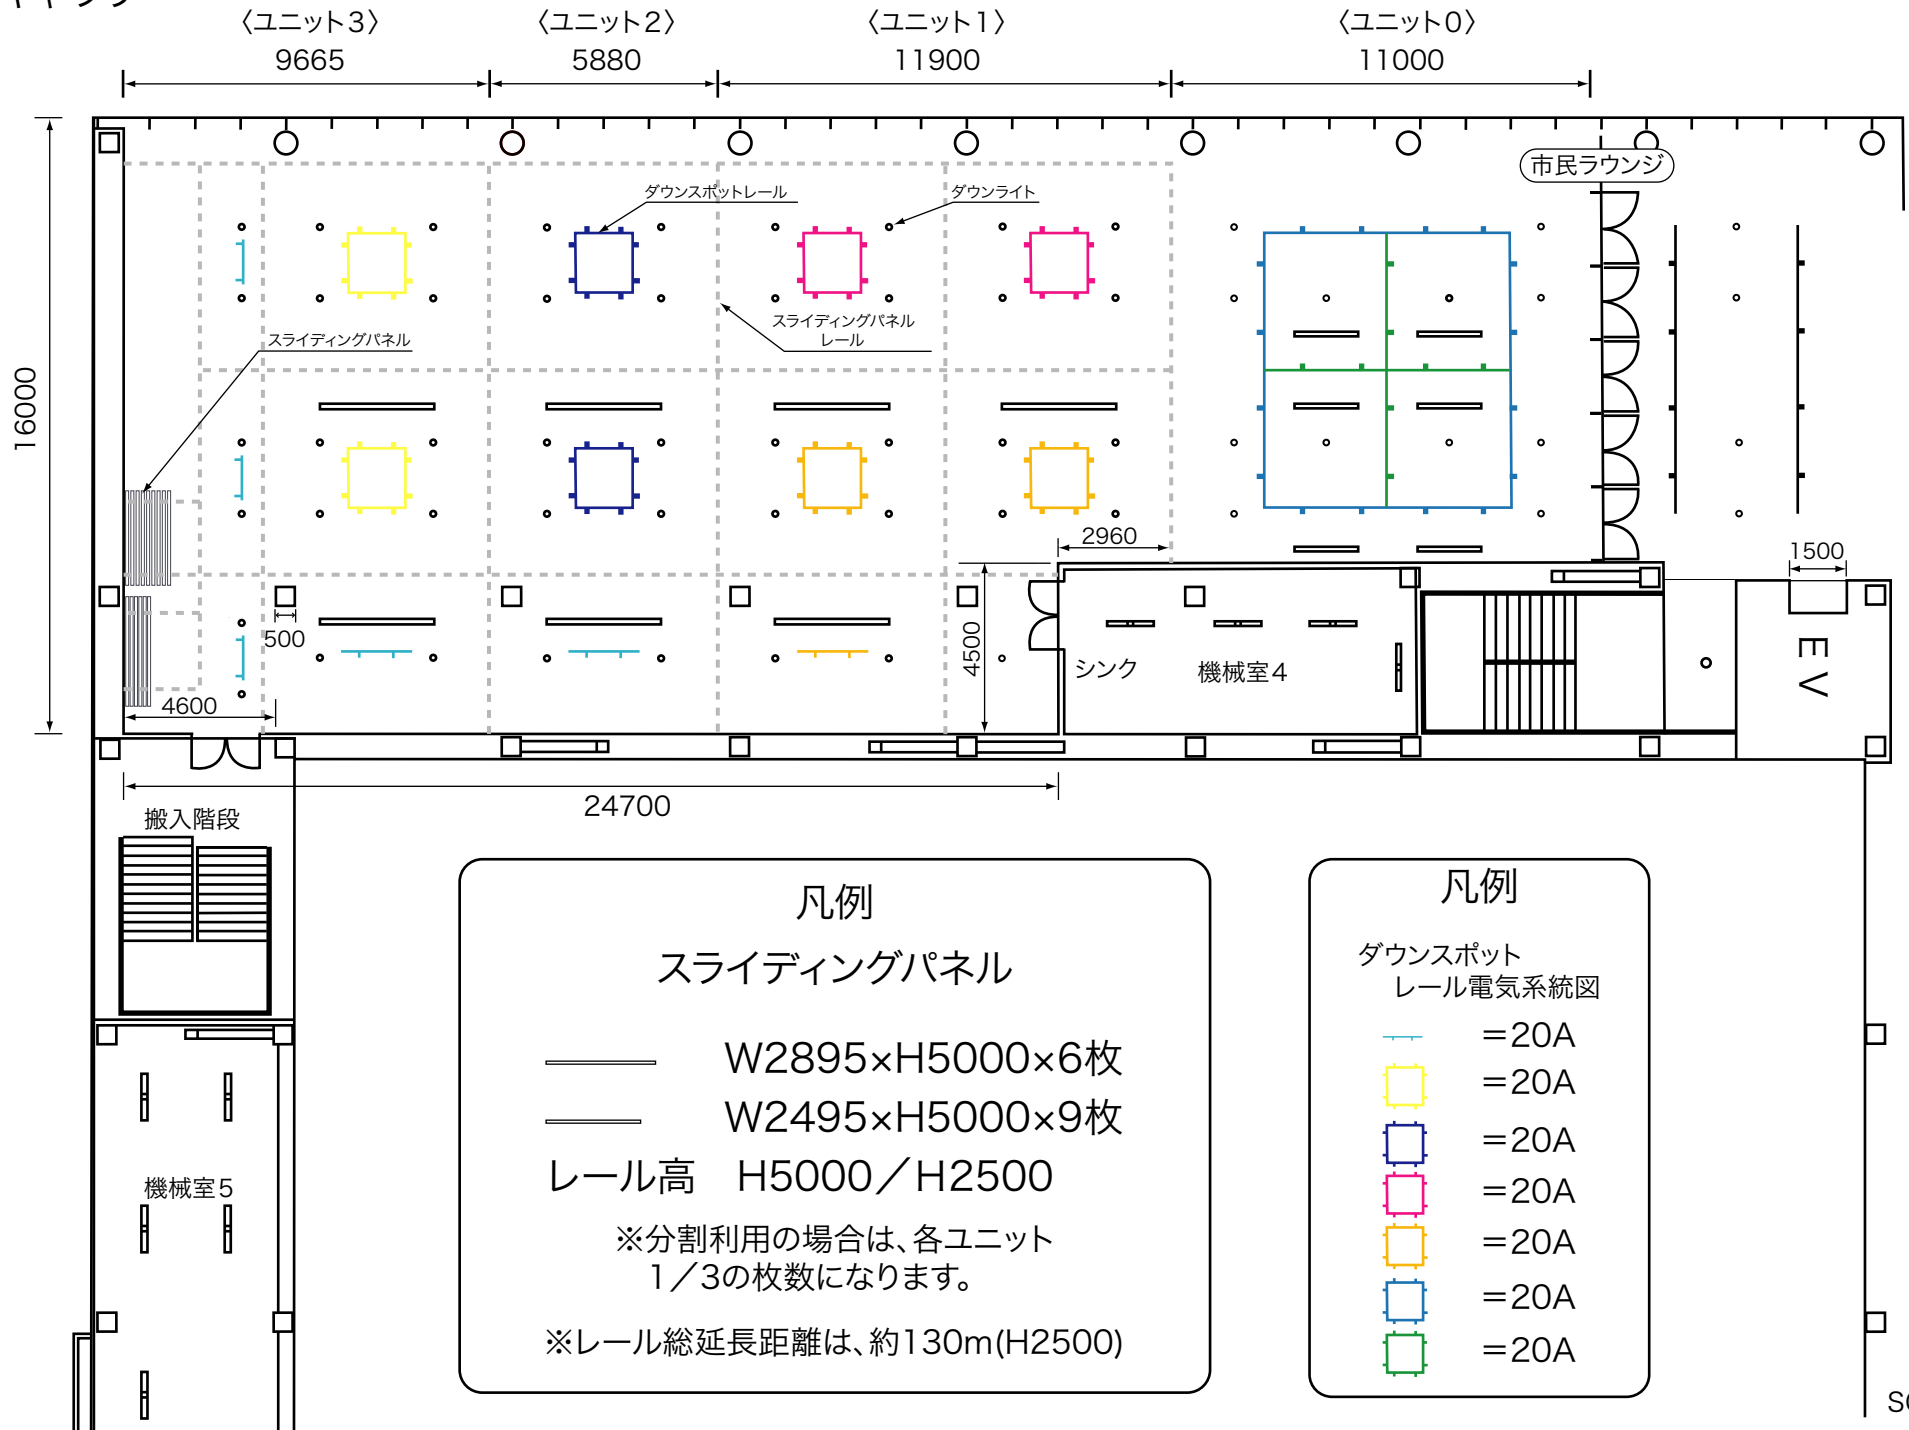 〈ユニット3〉
〈ユニット2〉
〈ユニット1〉
〈ユニット0〉
9665
5880
11900
11000
市民ラウンジ
ダウンスポットレール
ダウンライト
スライディングパネル
レール
スライディングパネル
16000
2960
1500
500
4500
シンク
機械室4
EV
4600
24700
搬入階段
機械室5
凡例
スライディングパネル
W2895×H5000×6枚
W2495×H5000×9枚
レール高 H5000／H2500
※分割利用の場合は、各ユニット
1／3の枚数になります。
※レール総延長距離は、約130m(H2500)
凡例
ダウンスポット
レール電気系統図
=20A
=20A
=20A
=20A
=20A
=20A
=20A